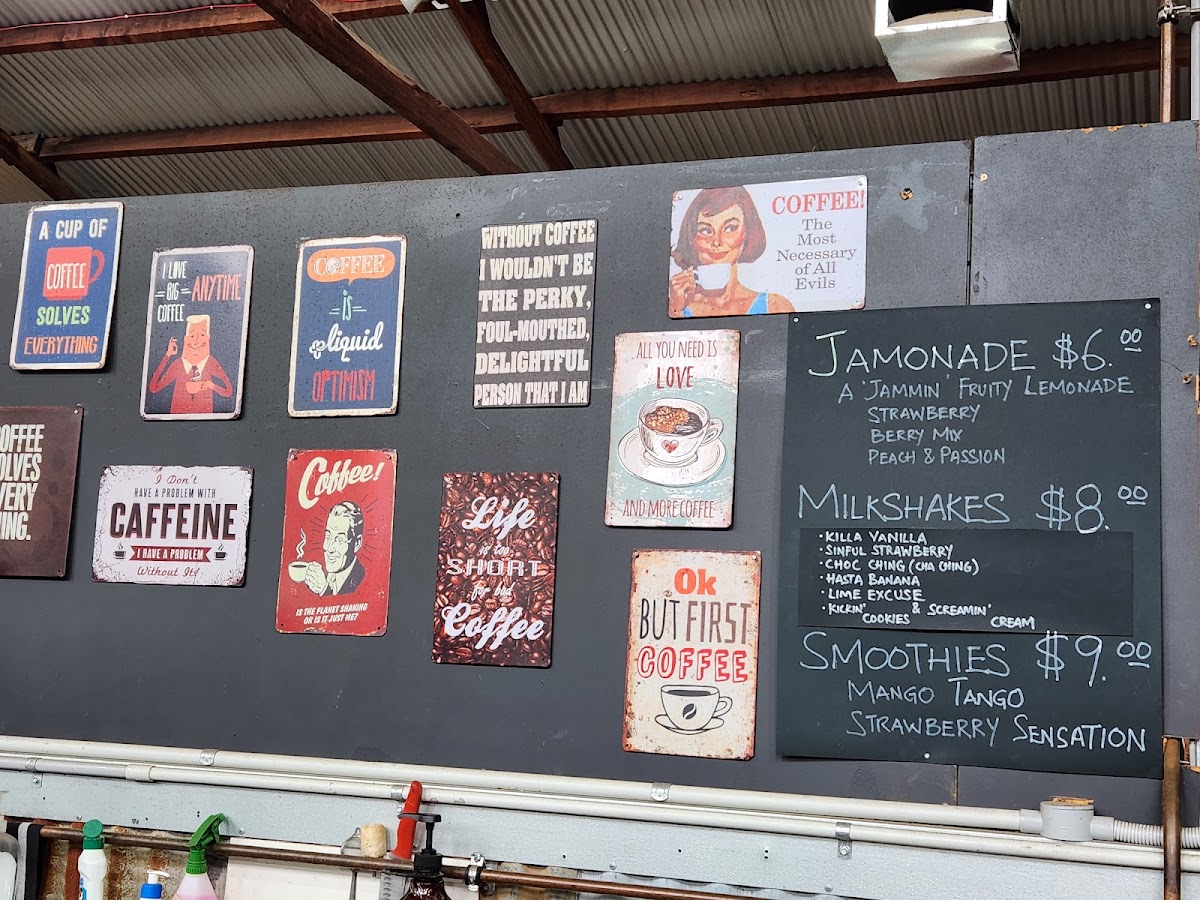 A CUP OF
COFFEE
SOLVES
EVERYTHING
I LOVE
BIG
COFFEE
ANYTIME
COFFEE
IS
liquid
OPTIMISM
WITHOUT COFFEE
I WOULDN'T BE
THE PERKY,
FOUL-MOUTHED,
DELIGHTFUL
PERSON THAT I AM
COFFEE!
The
Most
Necessary
of All
Evils
ALL YOU NEED IS
LOVE
AND MORE COFFEE
OFFEE
OLVES
VERY
ING.
I Don't
HAVE A PROBLEM WITH
CAFFEINE
I HAVE A PROBLEM
Without It!
Coffee!
IS THE PLANET SHAKING
OR IS IT JUST ME?
Life
is too
SHORT
for bad
Coffee
Ok
BUT FIRST
COFFEE
JAMONADE $6.00
A 'JAMMIN' FRUITY LEMONADE
STRAWBERRY
BERRY MIX
PEACH & PASSION
MILKSHAKES $8.00
• KILLA VANILLA
• SINFUL STRAWBERRY
• CHOC CHING (CHA CHING)
• HASTA BANANA
• LIME EXCUSE
• KICKIN' COOKIES & SCREAMIN' CREAM
SMOOTHIES $9.00
MANGO TANGO
STRAWBERRY SENSATION